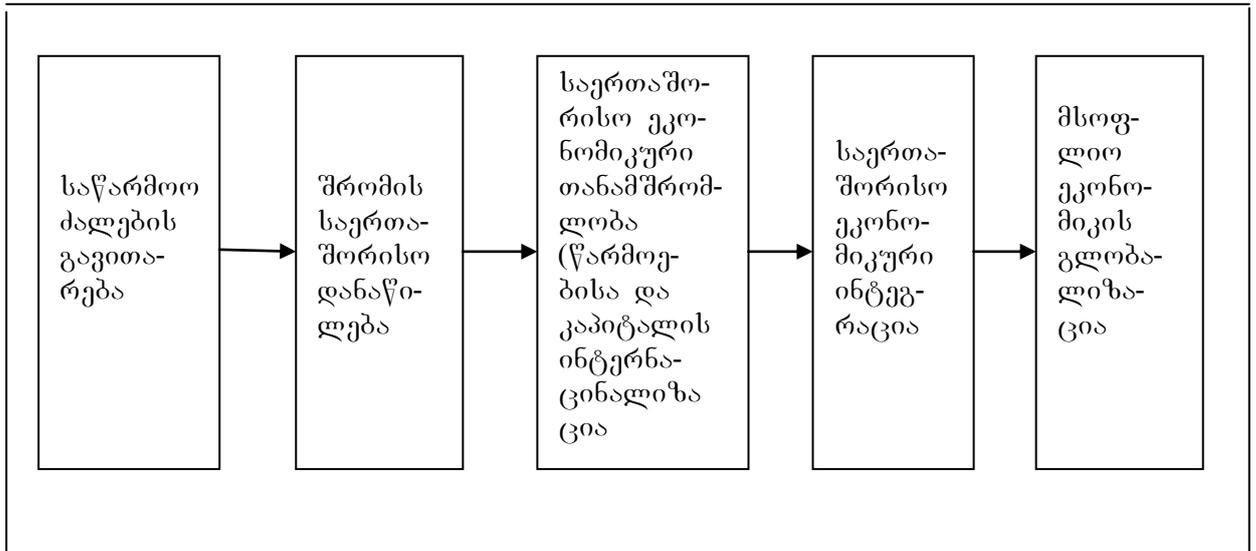 საწარმოო
ძალების
გავითა-
რება
შრომის
საერთა-
შორისო
დანაწი-
ლება
საერთაშო-
რისო ეკო-
ნომიკური
თანამშრომ-
ლობა
(წარმოე-
ბისა და
კაპიტალის
ინტერნა-
ცინალიზა
ცია
საერთა-
შორისო
ეკონო-
მიკური
ინტეგ-
რაცია
მსოფ-
ლიო
ეკონო-
მიკის
გლობა-
ლიზა-
ცია